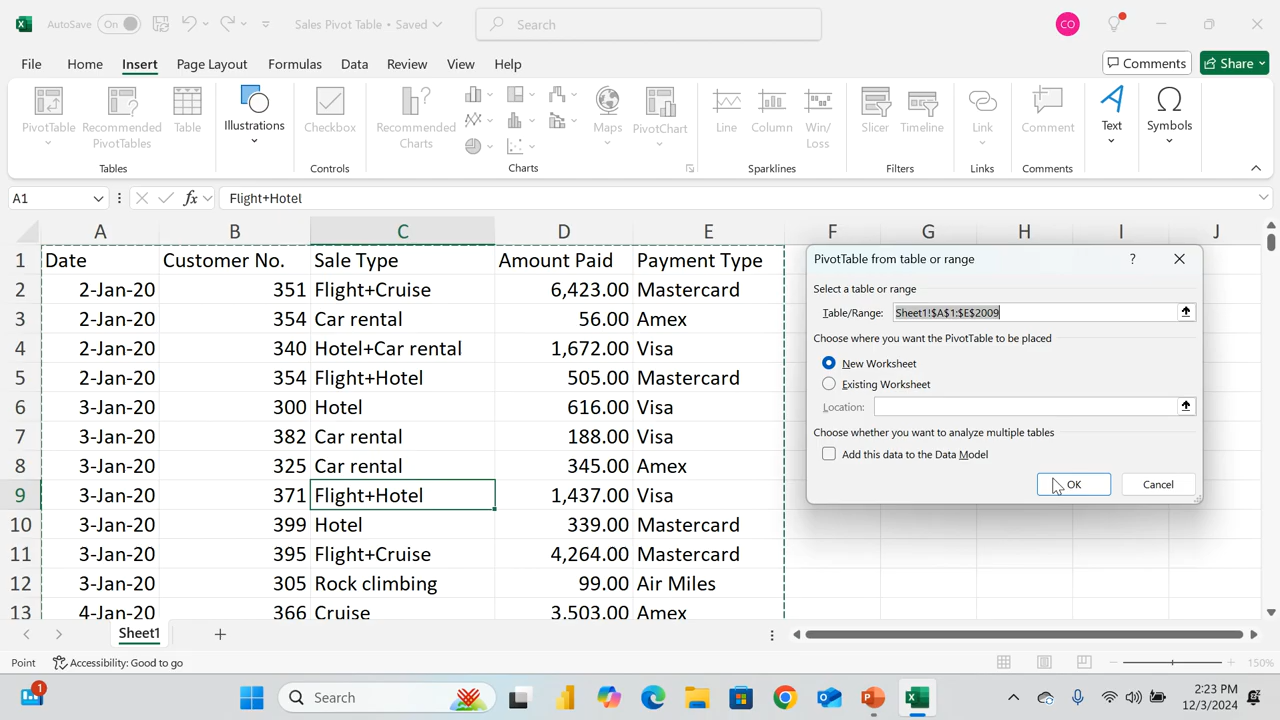 AutoSave On Sales Pivot Table • Saved Search CO
File Home Insert Page Layout Formulas Data Review View Help Comments Share
PivotTable Recommended PivotTables Table Illustrations Checkbox Recommended Charts Maps PivotChart Line Column Win/ Loss Slicer Timeline Link Comment Text Symbols
Tables Controls Charts Sparklines Filters Links Comments
A1 fx Flight+Hotel
A B C D E F G H I J
1 Date Customer No. Sale Type Amount Paid Payment Type
2 2-Jan-20 351 Flight+Cruise 6,423.00 Mastercard
3 2-Jan-20 354 Car rental 56.00 Amex
4 2-Jan-20 340 Hotel+Car rental 1,672.00 Visa
5 2-Jan-20 354 Flight+Hotel 505.00 Mastercard
6 3-Jan-20 300 Hotel 616.00 Visa
7 3-Jan-20 382 Car rental 188.00 Visa
8 3-Jan-20 325 Car rental 345.00 Amex
9 3-Jan-20 371 Flight+Hotel 1,437.00 Visa
10 3-Jan-20 399 Hotel 339.00 Mastercard
11 3-Jan-20 395 Flight+Cruise 4,264.00 Mastercard
12 3-Jan-20 305 Rock climbing 99.00 Air Miles
13 4-Jan-20 366 Cruise 3,503.00 Amex
PivotTable from table or range ?
Select a table or range
Table/Range: Sheet1!$A$1:$E$2009
Choose where you want the PivotTable to be placed
New Worksheet
Existing Worksheet
Location:
Choose whether you want to analyze multiple tables
Add this data to the Data Model
OK Cancel
Sheet1
Point Accessibility: Good to go 150%
1 Search 2:23 PM
12/3/2024